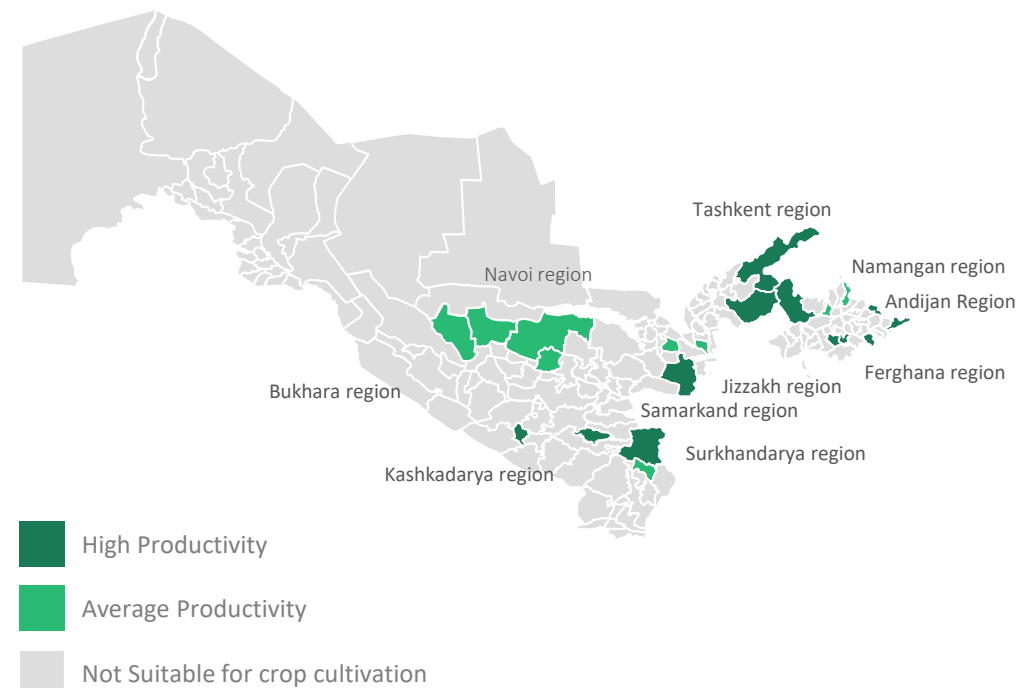 Tashkent region
Namangan region
Navoi region
Andijan Region
Ferghana region
Jizzakh region
Bukhara region
Samarkand region
Surkhandarya region
Kashkadarya region
High Productivity
Average Productivity
Not Suitable for crop cultivation